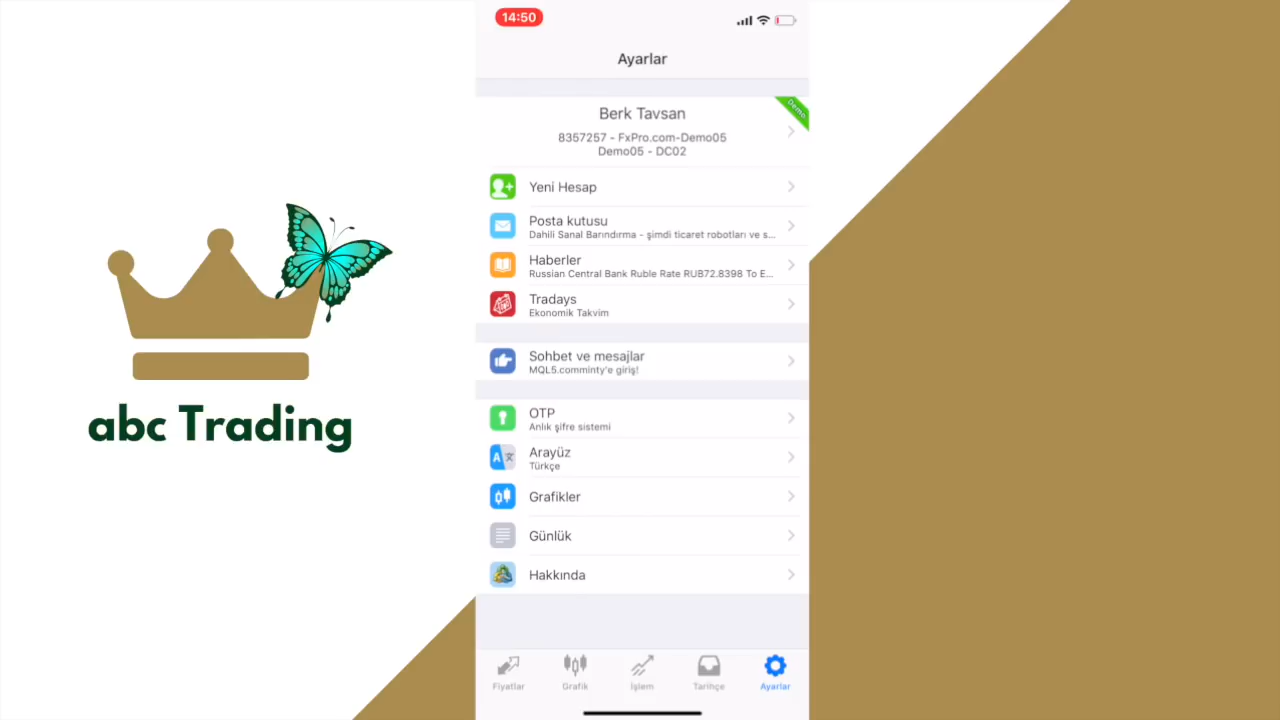 14:50
Ayarlar
Berk Tavsan
8357257 - FxPro.com-Demo05
Demo05 - DC02
Demo
Yeni Hesap
Posta kutusu
Dahili Sanal Barındırma - şimdi ticaret robotları ve s...
Haberler
Russian Central Bank Ruble Rate RUB72.8398 To E...
Tradays
Ekonomik Takvim
Sohbet ve mesajlar
MQL5.comminty'e giriş!
OTP
Anlık şifre sistemi
Arayüz
Türkçe
Grafikler
Günlük
Hakkında
Fiyatlar
Grafik
İşlem
Tarihçe
Ayarlar
abc Trading